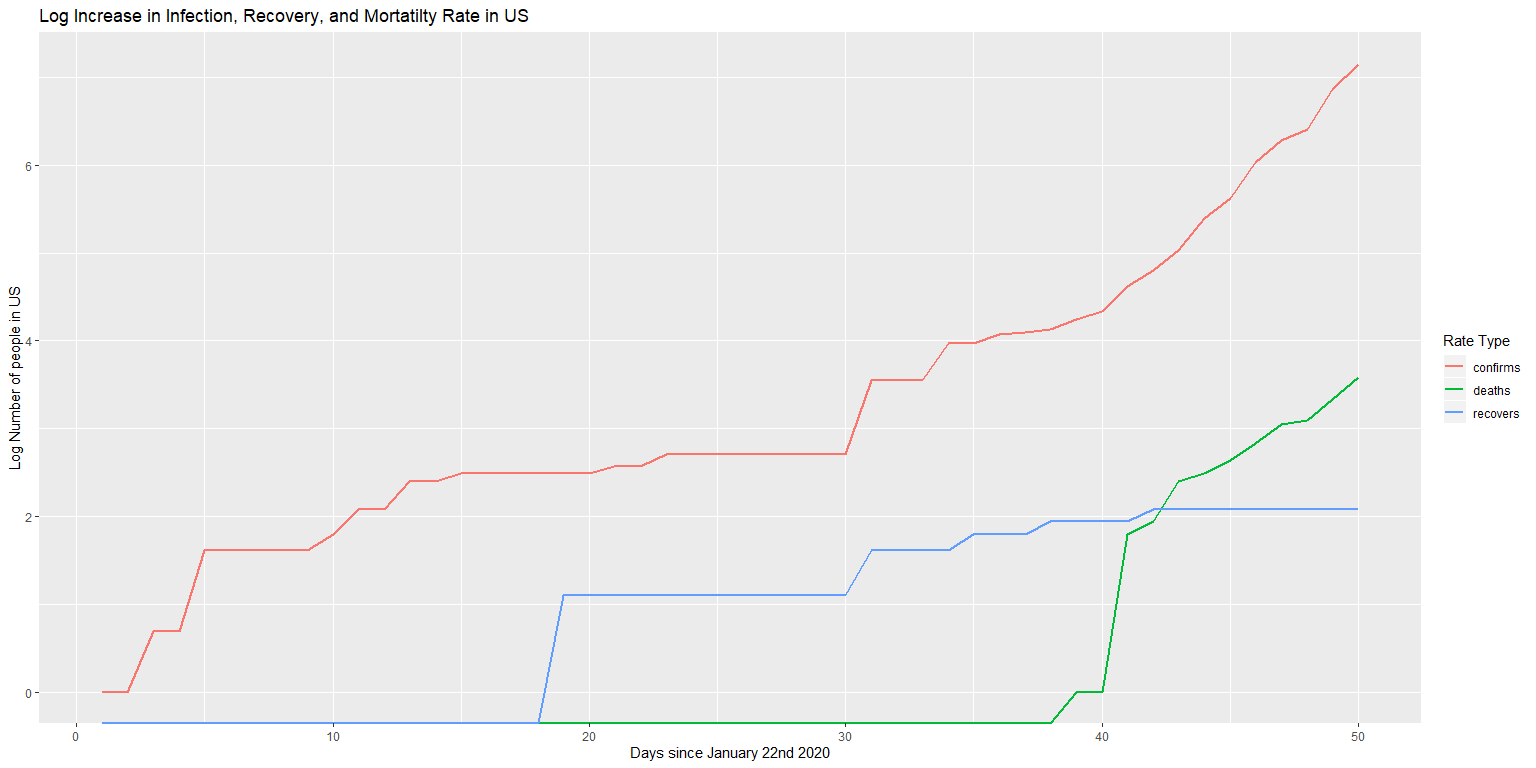 Log Increase in Infection, Recovery, and Mortatilty Rate in US
Log Number of people in US
6
4
2
0
0 10 20 30 40 50
Days since January 22nd 2020
Rate Type
confirms
deaths
recovers